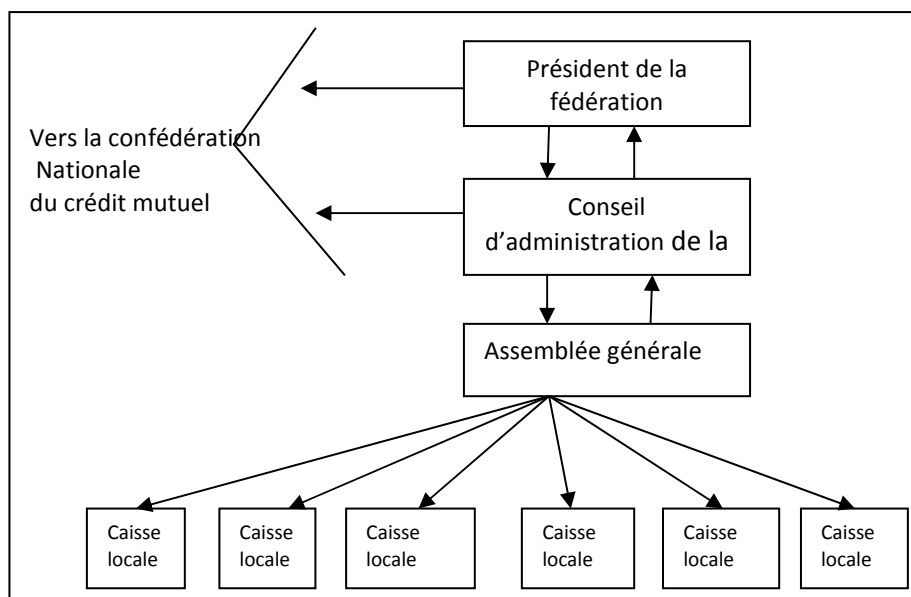 Président de la
fédération
Vers la confédération
Nationale
du crédit mutuel
Conseil
d’administration de la
Assemblée générale
Caisse
locale
Caisse
locale
Caisse
locale
Caisse
locale
Caisse
locale
Caisse
locale